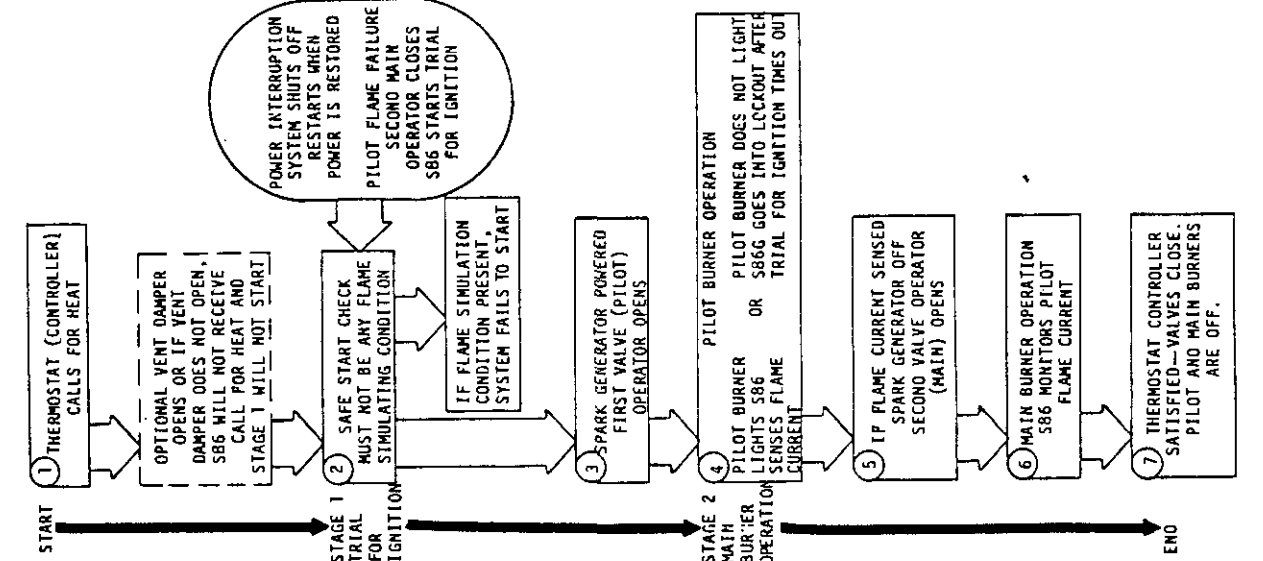 START
1 THERMOSTAT (CONTROLLER)
CALLS FOR HEAT
OPTIONAL VENT DAMPER
OPENS OR IF VENT
DAMPER DOES NOT OPEN,
S86 WILL NOT RECEIVE
CALL FOR HEAT AND
STAGE 1 WILL NOT START
POWER INTERRUPTION
SYSTEM SHUTS OFF
RESTARTS WHEN
POWER IS RESTORED
PILOT FLAME FAILURE
SECOND MAIN
OPERATOR CLOSES
S86 STARTS TRIAL
FOR IGNITION
STAGE 1
TRIAL
FOR
IGNITION
2 SAFE START CHECK
MUST NOT BE ANY FLAME
SIMULATING CONDITION
IF FLAME SIMULATION
CONDITION PRESENT,
SYSTEM FAILS TO START
3 SPARK GENERATOR POWERED
FIRST VALVE (PILOT)
OPERATOR OPENS
STAGE 2
MAIN
BURNER
OPERATION
4 PILOT BURNER OPERATION
PILOT BURNER
LIGHTS S86
SENSES FLAME
CURRENT
OR
PILOT BURNER DOES NOT LIGHT
S86G GOES INTO LOCKOUT AFTER
TRIAL FOR IGNITION TIMES OUT
5 IF FLAME CURRENT SENSED
SPARK GENERATOR OFF
SECOND VALVE OPERATOR
(MAIN) OPENS
6 MAIN BURNER OPERATION
S86 MONITORS PILOT
FLAME CURRENT
7 THERMOSTAT CONTROLLER
SATISFIED-VALVES CLOSE.
PILOT AND MAIN BURNERS
ARE OFF.
END